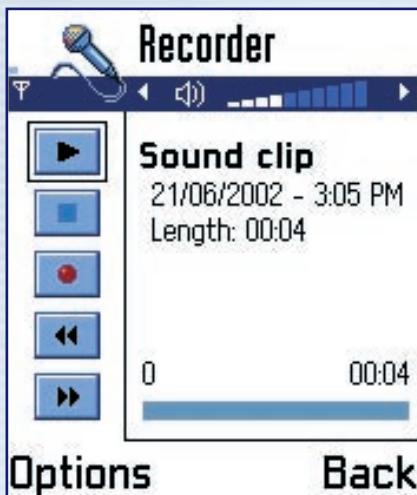 Recorder
Sound clip
21/06/2002 - 3:05 PM
Length: 00:04
0 00:04
Options Back